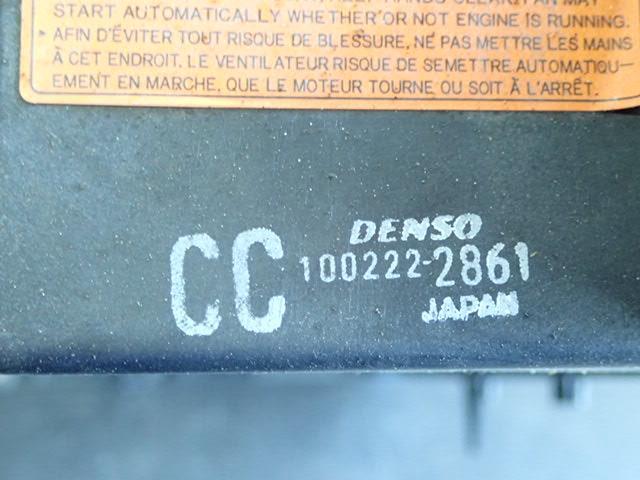 START AUTOMATICALLY WHETHER OR NOT ENGINE IS RUNNING.
AFIN D'ÉVITER TOUT RISQUE DE BLESSURE, NE PAS METTRE LES MAINS
À CET ENDROIT. LE VENTILATEUR RISQUE DE SEMETTRE AUTOMATIQU-
EMENT EN MARCHE, QUE LE MOTEUR TOURNE OU SOIT À L'ARRÊT.
CC
DENSO
100222-2861
JAPAN